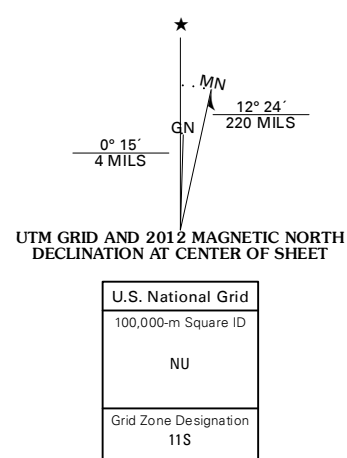 ★
MN
GN
12° 24´
220 MILS
0° 15´
4 MILS
UTM GRID AND 2012 MAGNETIC NORTH
DECLINATION AT CENTER OF SHEET
U.S. National Grid
100,000-m Square ID
NU
Grid Zone Designation
11S